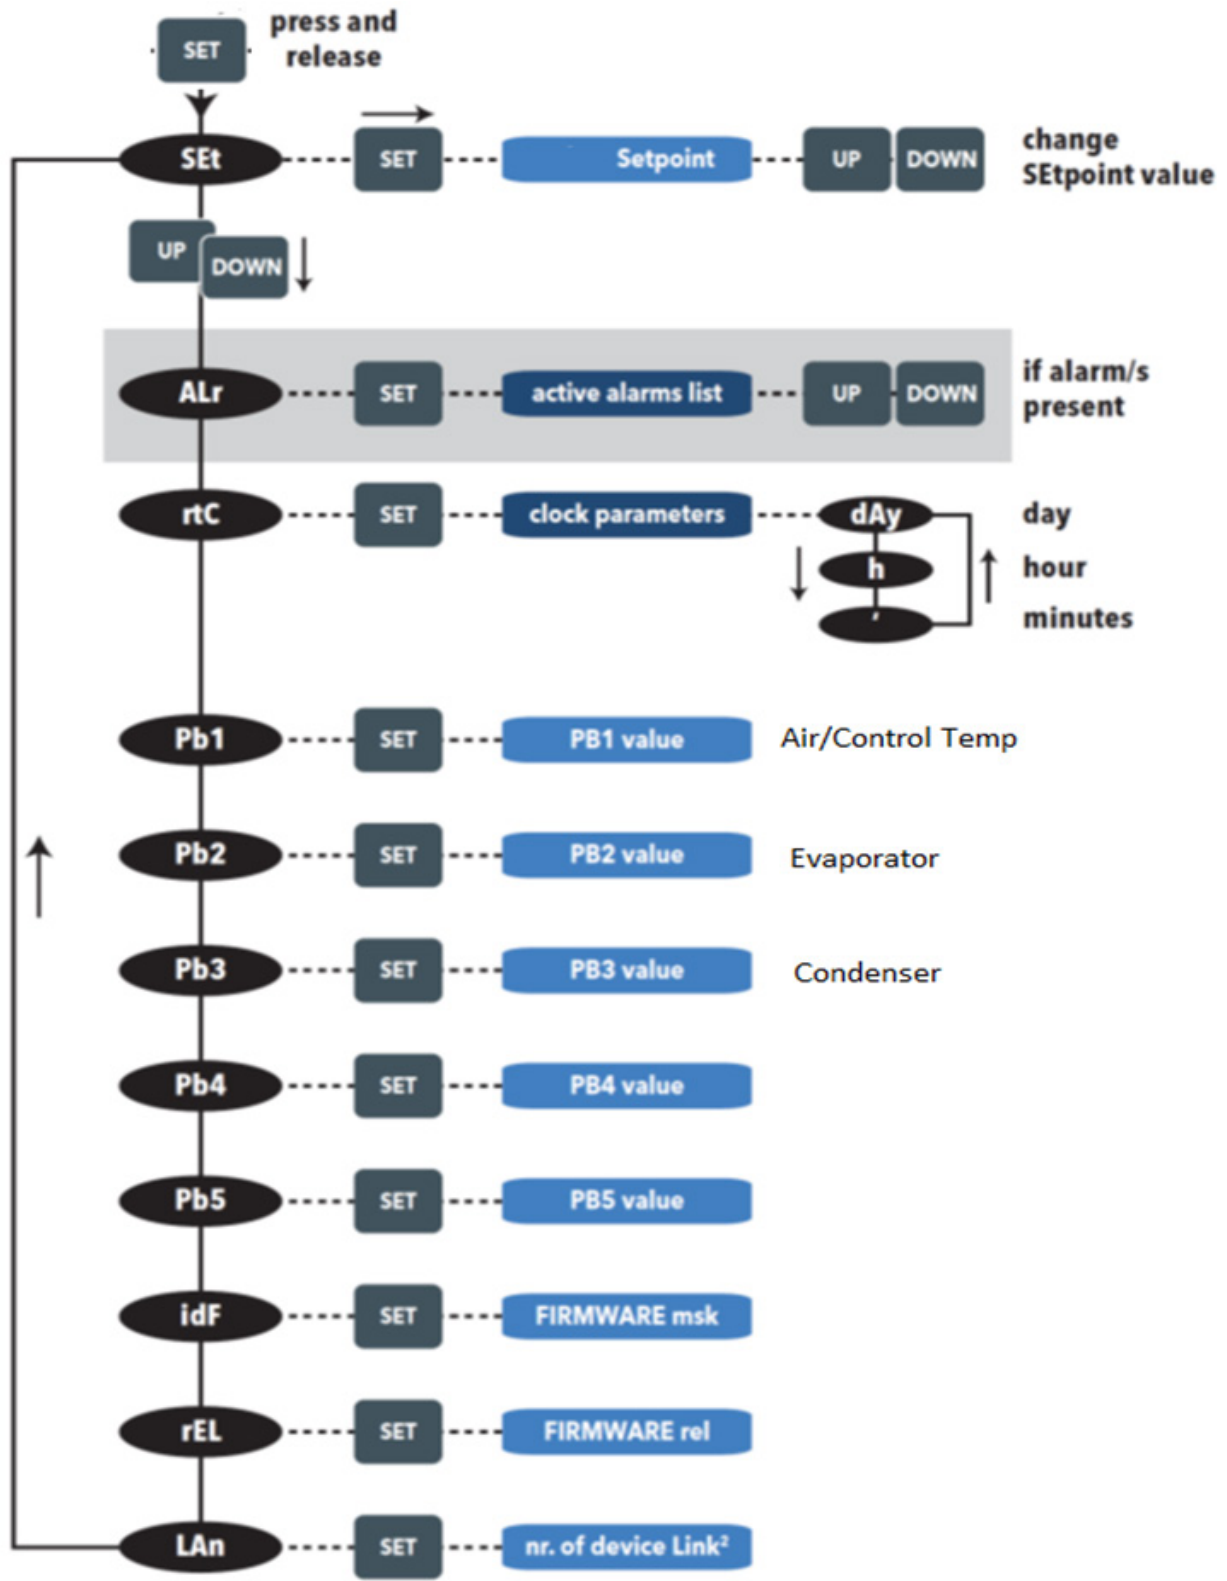 press and
SET
release
SEt SET Setpoint UP DOWN change
SEtpoint value
UP
DOWN
ALr SET active alarms list UP DOWN if alarm/s
present
rtC SET clock parameters dAy day
h hour
' minutes
Pb1 SET PB1 value Air/Control Temp
Pb2 SET PB2 value Evaporator
Pb3 SET PB3 value Condenser
Pb4 SET PB4 value
Pb5 SET PB5 value
idF SET FIRMWARE msk
rEL SET FIRMWARE rel
LAn SET nr. of device Link²